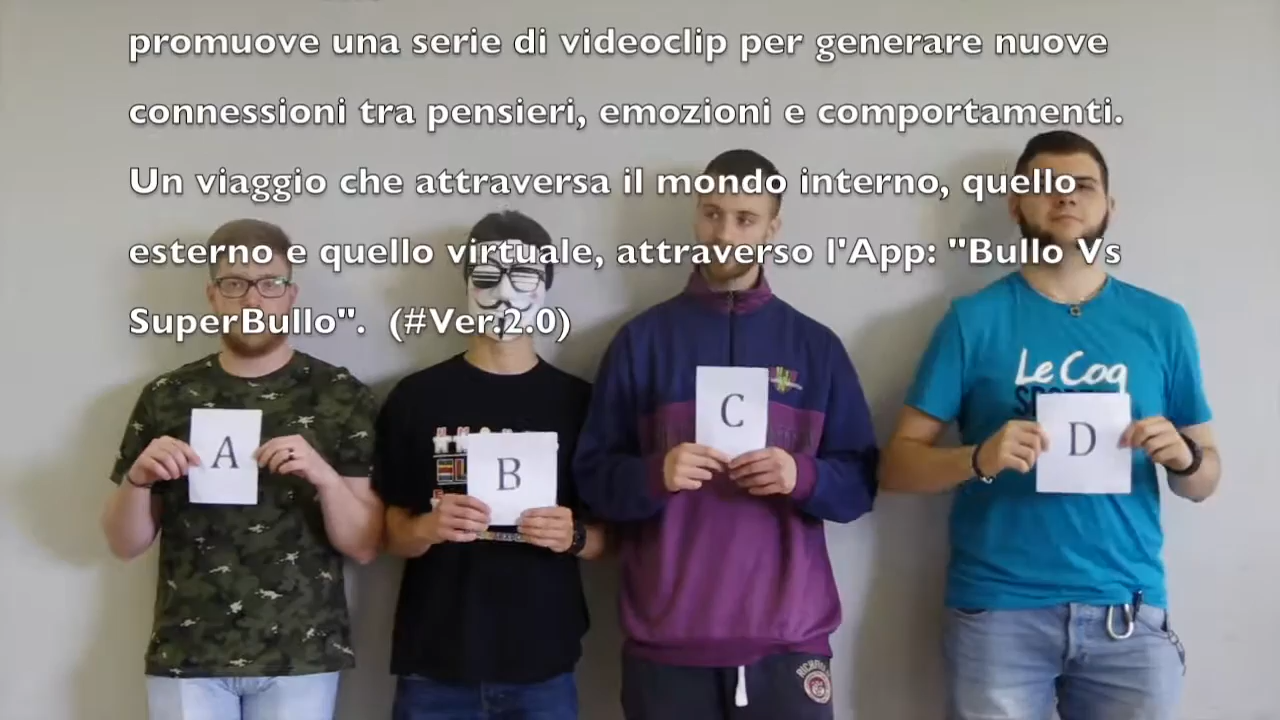 promuove una serie di videoclip per generare nuove
connessioni tra pensieri, emozioni e comportamenti.
Un viaggio che attraversa il mondo interno, quello
esterno e quello virtuale, attraverso l'App: "Bullo Vs
SuperBullo".  (#Ver.2.0)
Le Coq
A
B
C
D